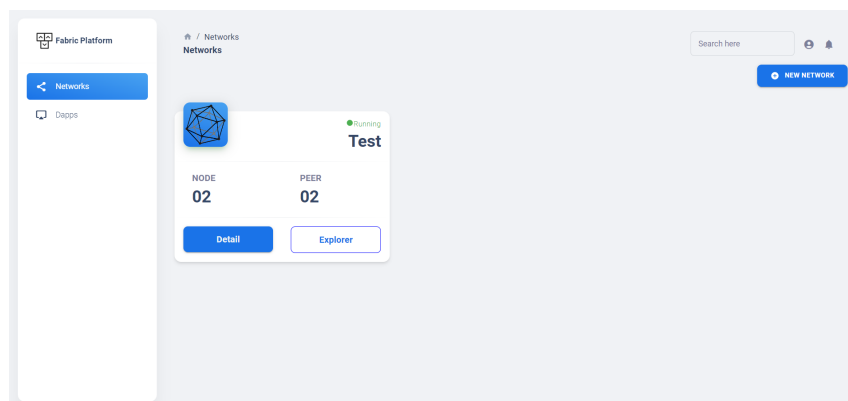 Fabric Platform
Networks
Dapps
/ Networks
Networks
Search here
NEW NETWORK
Running
Test
NODE
PEER
02
02
Detail
Explorer